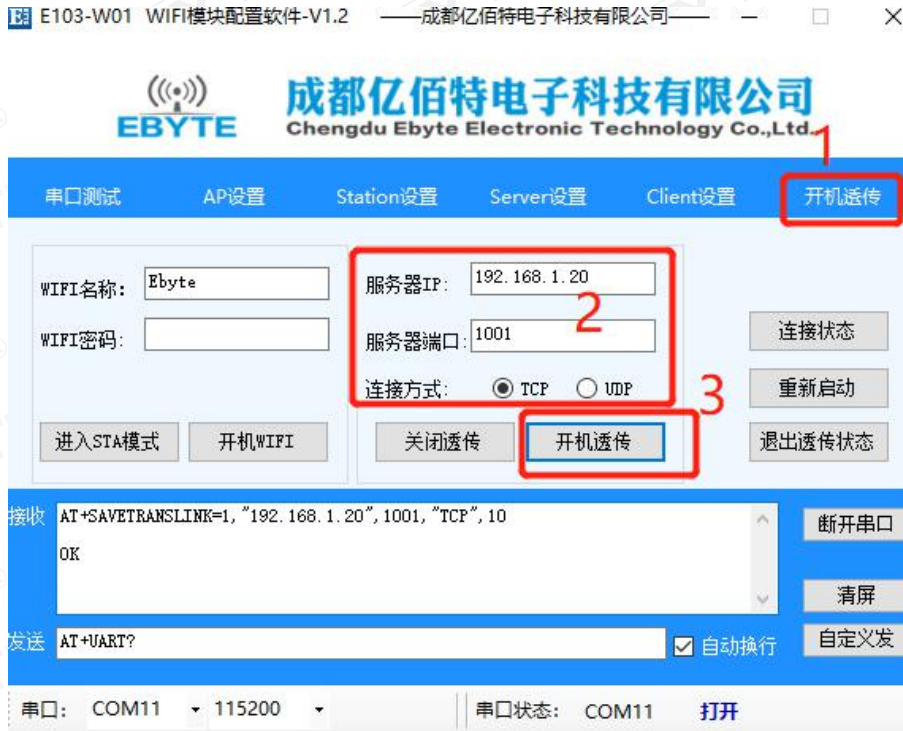 E103-W01 WIFI模块配置软件-V1.2 ——成都亿佰特电子科技有限公司——
EBYTE
成都亿佰特电子科技有限公司
Chengdu Ebyte Electronic Technology Co.,Ltd.
1
串口测试 AP设置 Station设置 Server设置 Client设置 开机透传
WIFI名称: Ebyte 服务器IP: 192.168.1.20
2
WIFI密码: 服务器端口: 1001 连接状态
连接方式: TCP UDP 3 重新启动
进入STA模式 开机WIFI 关闭透传 开机透传 退出透传状态
接收 AT+SAVETRANSLINK=1,"192.168.1.20",1001,"TCP",10 断开串口
OK
清屏
发送 AT+UART? 自动换行 自定义发
串口: COM11 115200 串口状态: COM11 打开